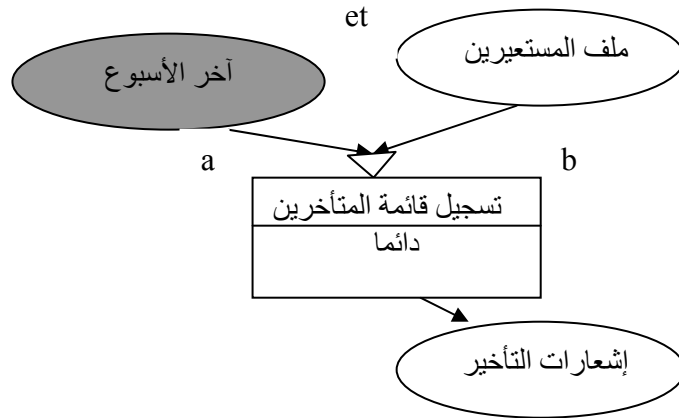 et
ملف المستعيرين
آخر الأسبوع
a
b
تسجيل قائمة المتأخرين
دائما
إشعارات التأخير